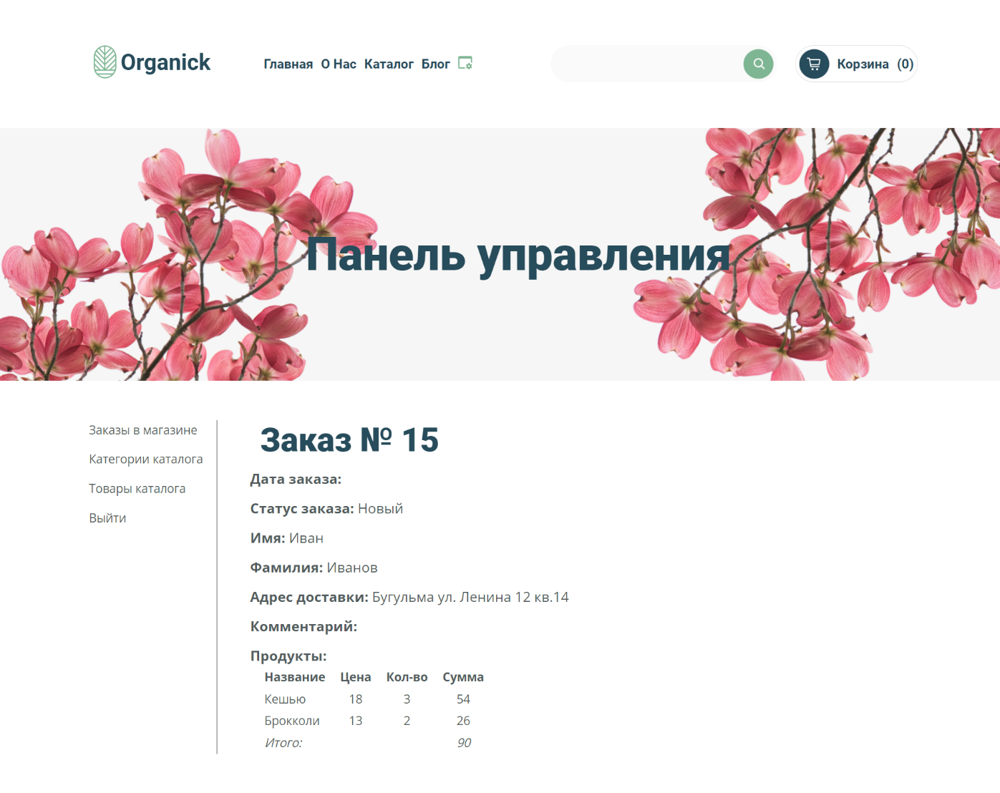 Organick
Главная О Нас Каталог Блог
Корзина (0)
Панель управления
Заказы в магазине
Категории каталога
Товары каталога
Выйти
Заказ № 15
Дата заказа:
Статус заказа: Новый
Имя: Иван
Фамилия: Иванов
Адрес доставки: Бугульма ул. Ленина 12 кв.14
Комментарий:
Продукты:
Название Цена Кол-во Сумма
Кешью 18 3 54
Брокколи 13 2 26
Итого: 90